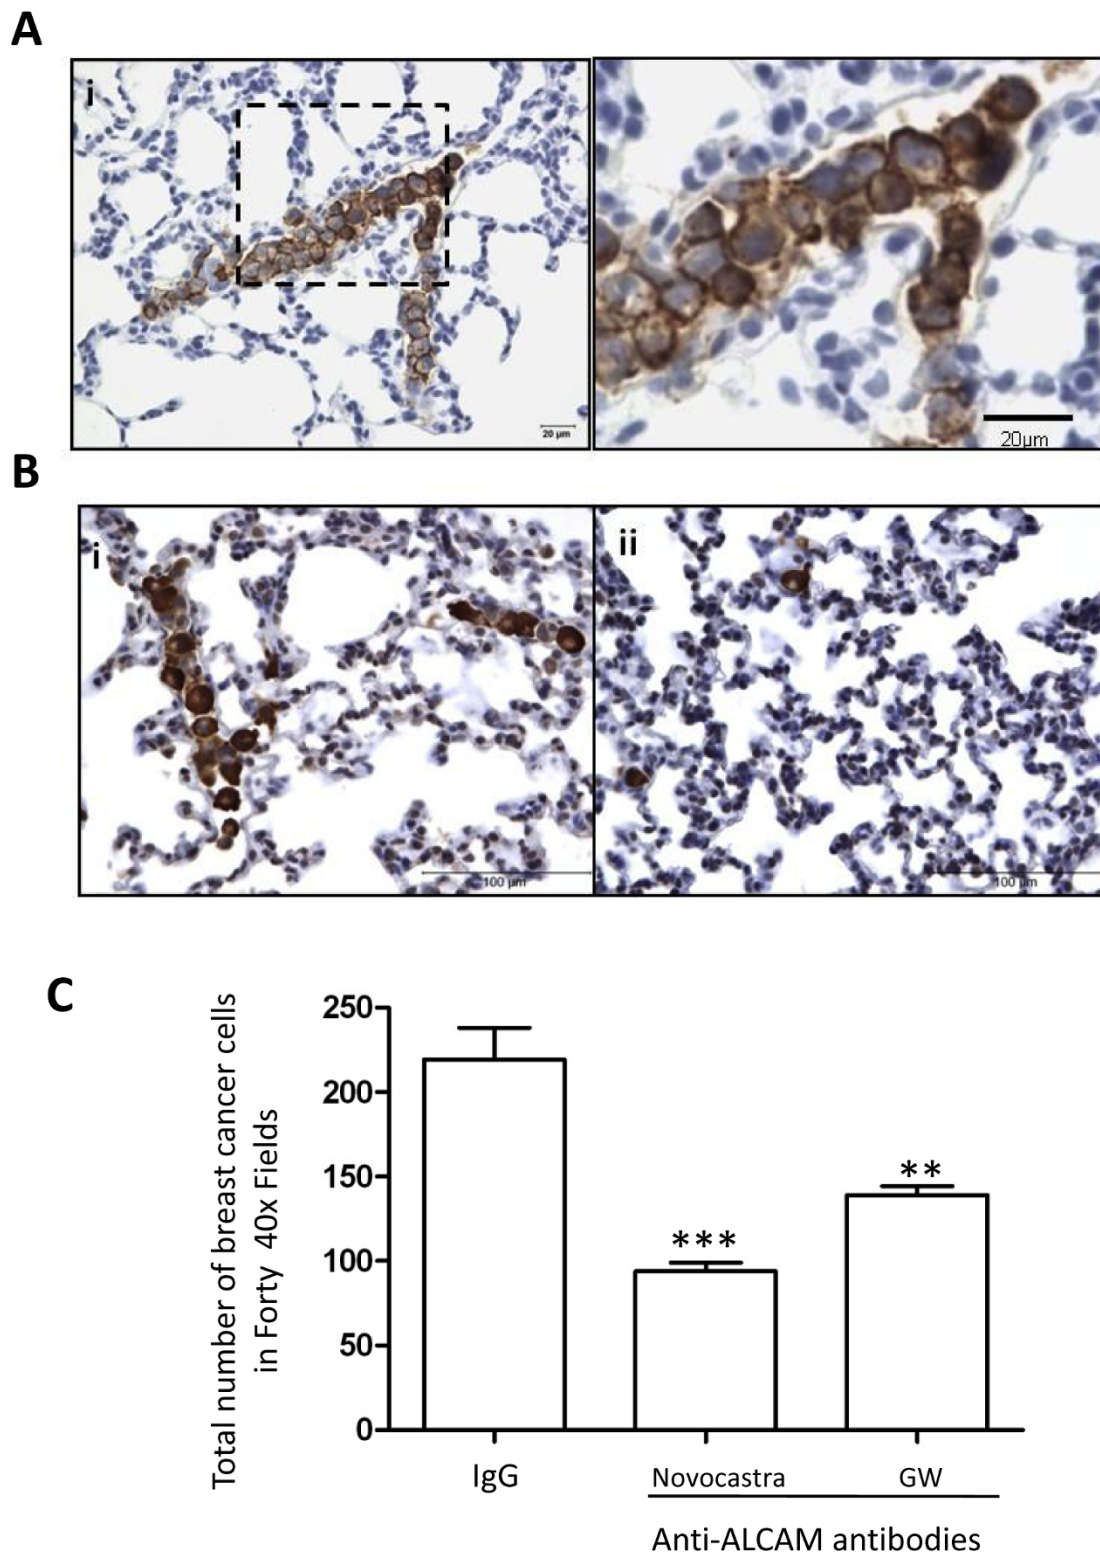 A
i
20 µm
20µm
B
i
ii
100 µm
100 µm
C
Total number of breast cancer cells
in Forty 40x Fields
250
200
150
100
50
0
***
**
IgG
Novocastra
GW
Anti-ALCAM antibodies